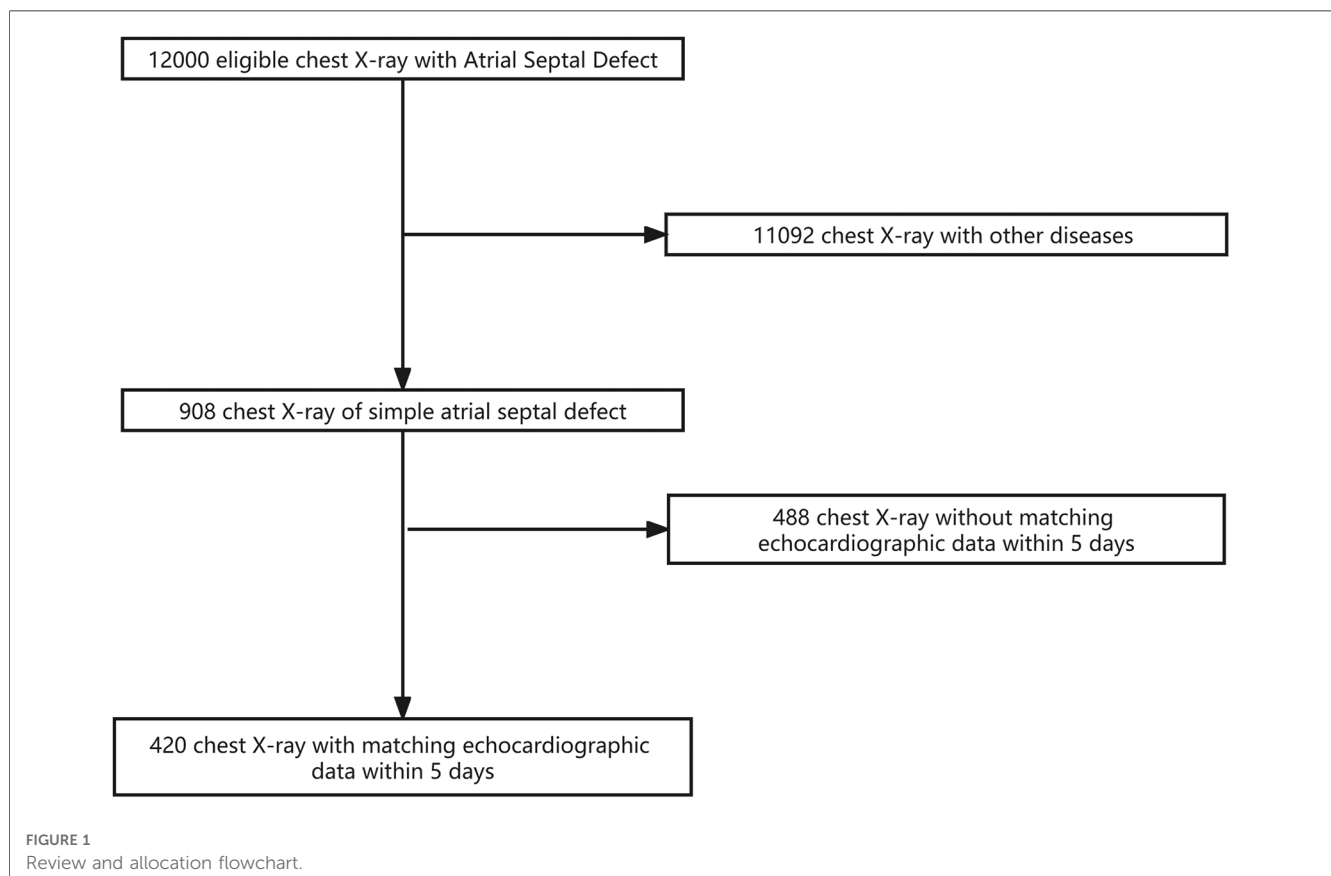 12000 eligible chest X-ray with Atrial Septal Defect
11092 chest X-ray with other diseases
908 chest X-ray of simple atrial septal defect
488 chest X-ray without matching
echocardiographic data within 5 days
420 chest X-ray with matching echocardiographic
data within 5 days
FIGURE 1
Review and allocation flowchart.